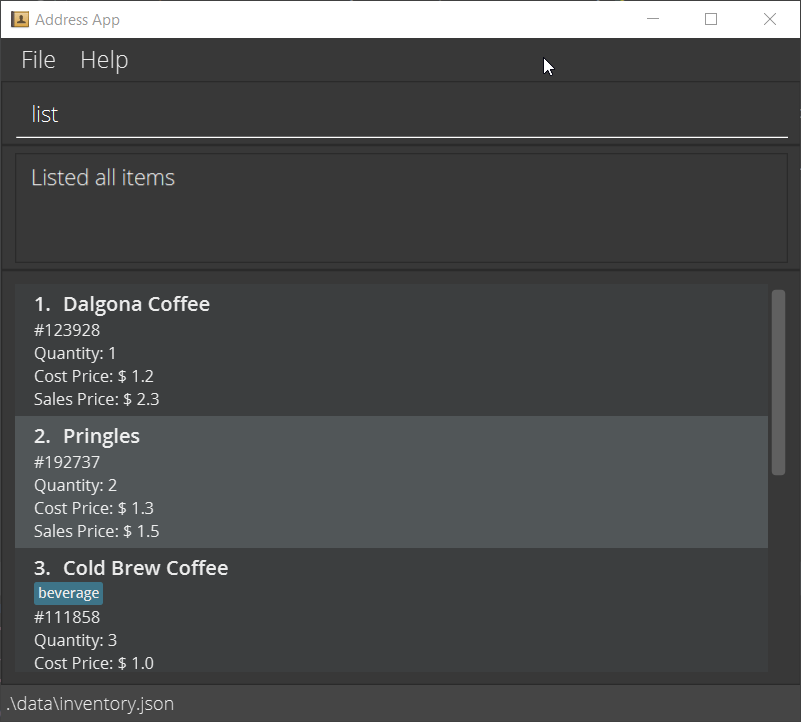 Address App
File Help
list
Listed all items
1. Dalgona Coffee
#123928
Quantity: 1
Cost Price: $ 1.2
Sales Price: $ 2.3
2. Pringles
#192737
Quantity: 2
Cost Price: $ 1.3
Sales Price: $ 1.5
3. Cold Brew Coffee
beverage
#111858
Quantity: 3
Cost Price: $ 1.0
.\data\inventory.json